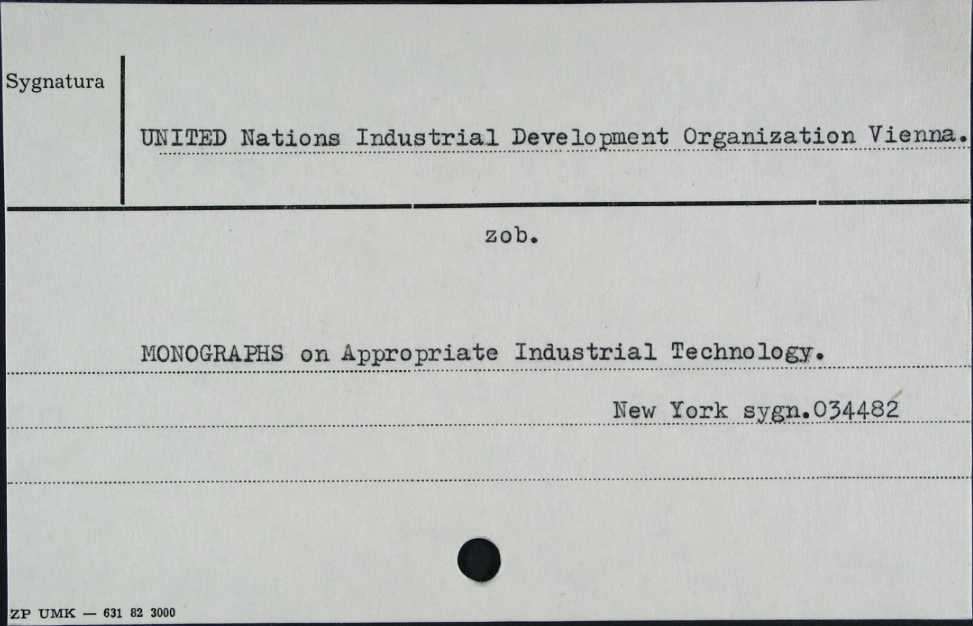 Sygnatura
UNITED Nations Industrial Development Organization Vienna.
zob.
MONOGRAPHS on Appropriate Industrial Technology.
New York sygn.034482
ZP UMK — 631 82 3000